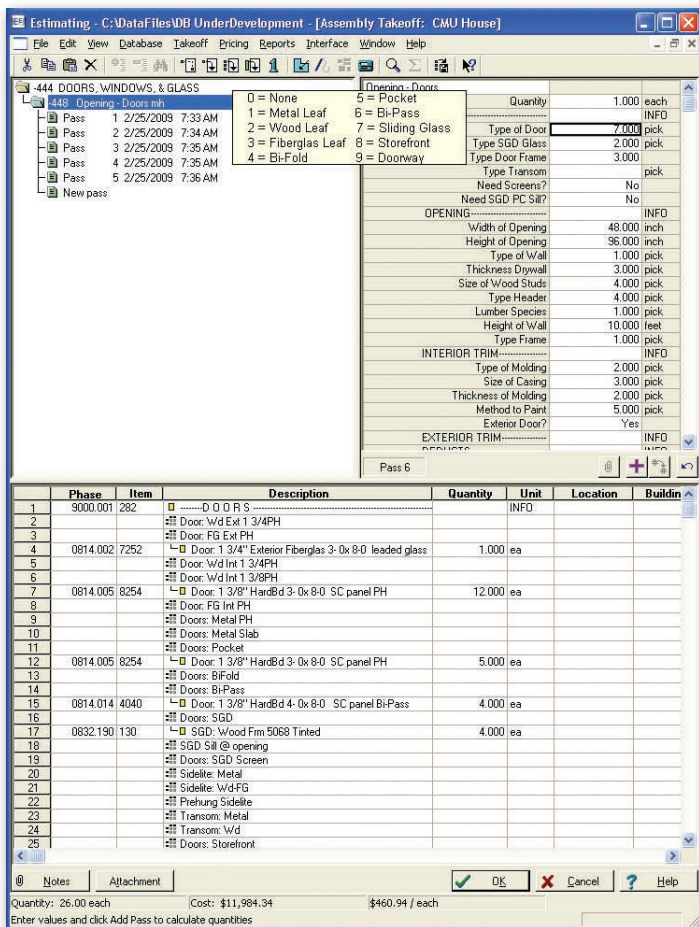 Estimating - C:\DataFiles\DB UnderDevelopment - [Assembly Takeoff: CMU House]
File Edit View Database Takeoff Pricing Reports Interface Window Help
-444 DOORS, WINDOWS, & GLASS
-448 Opening - Doors mh
Pass 1 2/25/2009 7:33 AM
Pass 2 2/25/2009 7:34 AM
Pass 3 2/25/2009 7:35 AM
Pass 4 2/25/2009 7:35 AM
Pass 5 2/25/2009 7:36 AM
New pass
0 = None 5 = Pocket
1 = Metal Leaf 6 = Bi-Pass
2 = Wood Leaf 7 = Sliding Glass
3 = Fiberglas Leaf 8 = Storefront
4 = Bi-Fold 9 = Doorway
Opening - Doors
Quantity 1.000 each
INFO
Type of Door 7.000 pick
Type SGD Glass 2.000 pick
Type Door Frame 3.000
Type Transom pick
Need Screens? No
Need SGD PC Sill? No
OPENING-------------------------- INFO
Width of Opening 48.000 inch
Height of Opening 96.000 inch
Type of Wall 1.000 pick
Thickness Drywall 3.000 pick
Size of Wood Studs 4.000 pick
Type Header 4.000 pick
Lumber Species 1.000 pick
Height of Wall 10.000 feet
Type Frame 1.000 pick
INTERIOR TRIM---------------- INFO
Type of Molding 2.000 pick
Size of Casing 3.000 pick
Thickness of Molding 2.000 pick
Method to Paint 5.000 pick
Exterior Door? Yes
EXTERIOR TRIM--------------- INFO
Pass 6
Phase Item Description Quantity Unit Location Buildin
1 9000.001 282 -------D O O R S -------------------------------------------- INFO
2 Door: Wd Ext 1 3/4PH
3 Door: FG Ext PH
4 0814.002 7252 Door: 1 3/4" Exterior Fiberglas 3- 0x 8-0 leaded glass 1.000 ea
5 Door: Wd Int 1 3/4PH
6 Door: Wd Int 1 3/8PH
7 0814.005 8254 Door: 1 3/8" HardBd 3- 0x 8-0 SC panel PH 12.000 ea
8 Door: FG Int PH
9 Doors: Metal PH
10 Doors: Metal Slab
11 Doors: Pocket
12 0814.005 8254 Door: 1 3/8" HardBd 3- 0x 8-0 SC panel PH 5.000 ea
13 Doors: BiFold
14 Doors: Bi-Pass
15 0814.014 4040 Door: 1 3/8" HardBd 4- 0x 8-0 SC panel Bi-Pass 4.000 ea
16 Doors: SGD
17 0832.190 130 SGD: Wood Frm 5068 Tinted 4.000 ea
18 SGD Sill @ opening
19 Doors: SGD Screen
20 Sidelite: Metal
21 Sidelite: Wd-FG
22 Prehung Sidelite
23 Transom: Metal
24 Transom: Wd
25 Doors: Storefront
Notes Attachment OK Cancel Help
Quantity: 26.00 each Cost: $11,984.34 $460.94 / each
Enter values and click Add Pass to calculate quantities